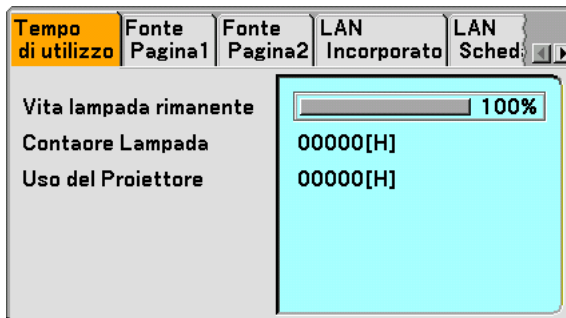 Tempo
di utilizzo
Fonte
Pagina1
Fonte
Pagina2
LAN
Incorporato
LAN
Vita lampada rimanente 100%
Contaore Lampada 00000[H]
Uso del Proiettore 00000[H]